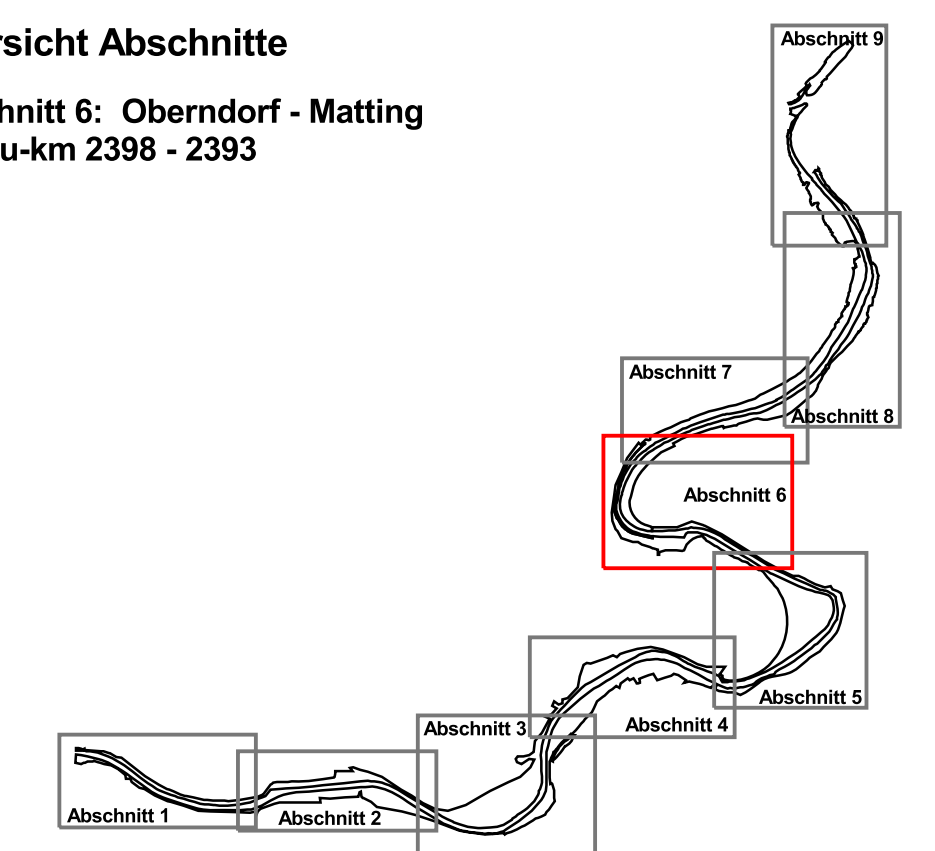 rsicht Abschnitte
hnitt 6: Oberndorf - Matting
u-km 2398 - 2393
Abschnitt 9
Abschnitt 7
Abschnitt 8
Abschnitt 6
Abschnitt 5
Abschnitt 4
Abschnitt 3
Abschnitt 2
Abschnitt 1